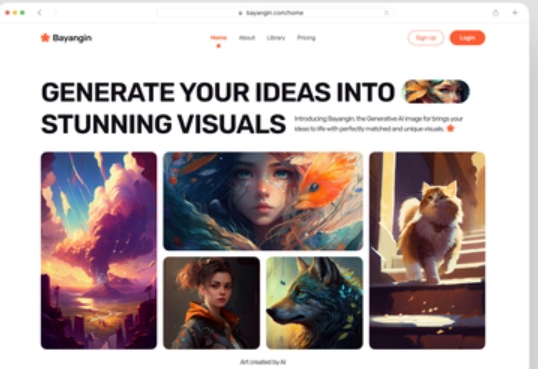 bayangin.com/home
Bayangin
Home About Library Pricing
Sign Up Login
GENERATE YOUR IDEAS INTO
STUNNING VISUALS
Introducing Bayangin, the Generative AI image for brings your
ideas to life with perfectly matched and unique visuals.
Art created by AI